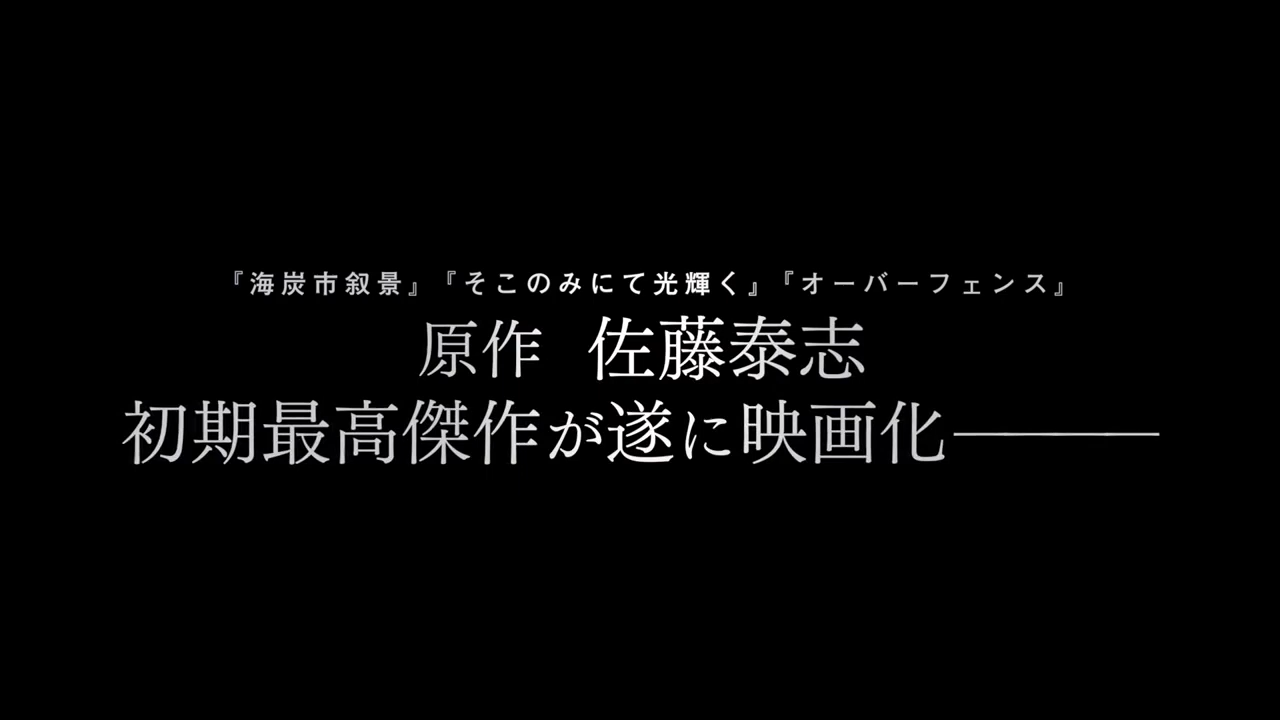 『海炭市叙景』『そこのみにて光輝く』『オーバーフェンス』
原作 佐藤泰志
初期最高傑作が遂に映画化―――